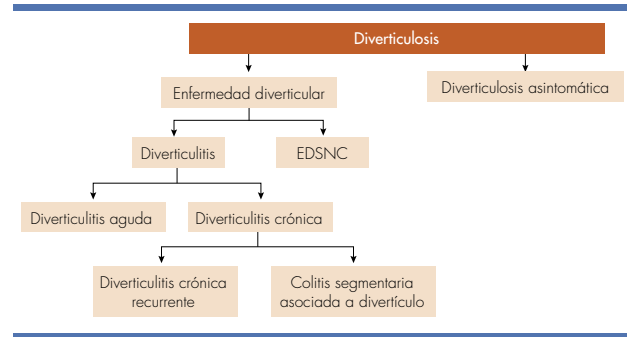 Diverticulosis
Enfermedad diverticular
Diverticulosis asintomática
Diverticulitis
EDSNC
Diverticulitis aguda
Diverticulitis crónica
Diverticulitis crónica
recurrente
Colitis segmentaria
asociada a divertículo